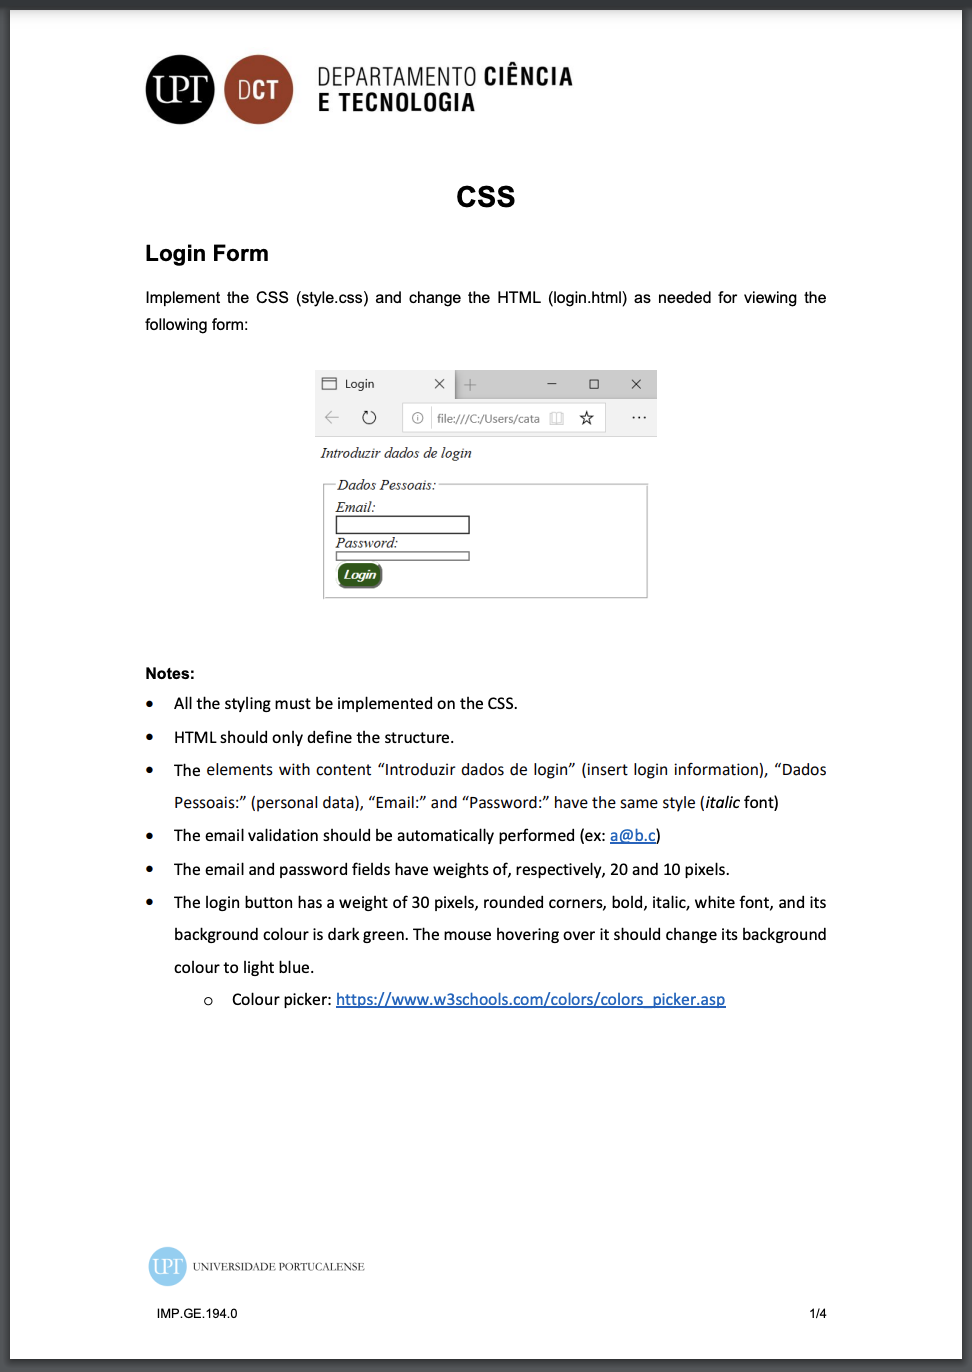 UPT DCT DEPARTAMENTO CIÊNCIA
E TECNOLOGIA
CSS
Login Form
Implement the CSS (style.css) and change the HTML (login.html) as needed for viewing the
following form:
Login
file:///C:/Users/cata
Introduzir dados de login
Dados Pessoais:
Email:
Password:
Login
Notes:
• All the styling must be implemented on the CSS.
• HTML should only define the structure.
• The elements with content “Introduzir dados de login” (insert login information), “Dados
Pessoais:” (personal data), “Email:” and “Password:” have the same style (italic font)
• The email validation should be automatically performed (ex: a@b.c)
• The email and password fields have weights of, respectively, 20 and 10 pixels.
• The login button has a weight of 30 pixels, rounded corners, bold, italic, white font, and its
background colour is dark green. The mouse hovering over it should change its background
colour to light blue.
o Colour picker: https://www.w3schools.com/colors/colors_picker.asp
UPT UNIVERSIDADE PORTUCALENSE
IMP.GE.194.0 1/4